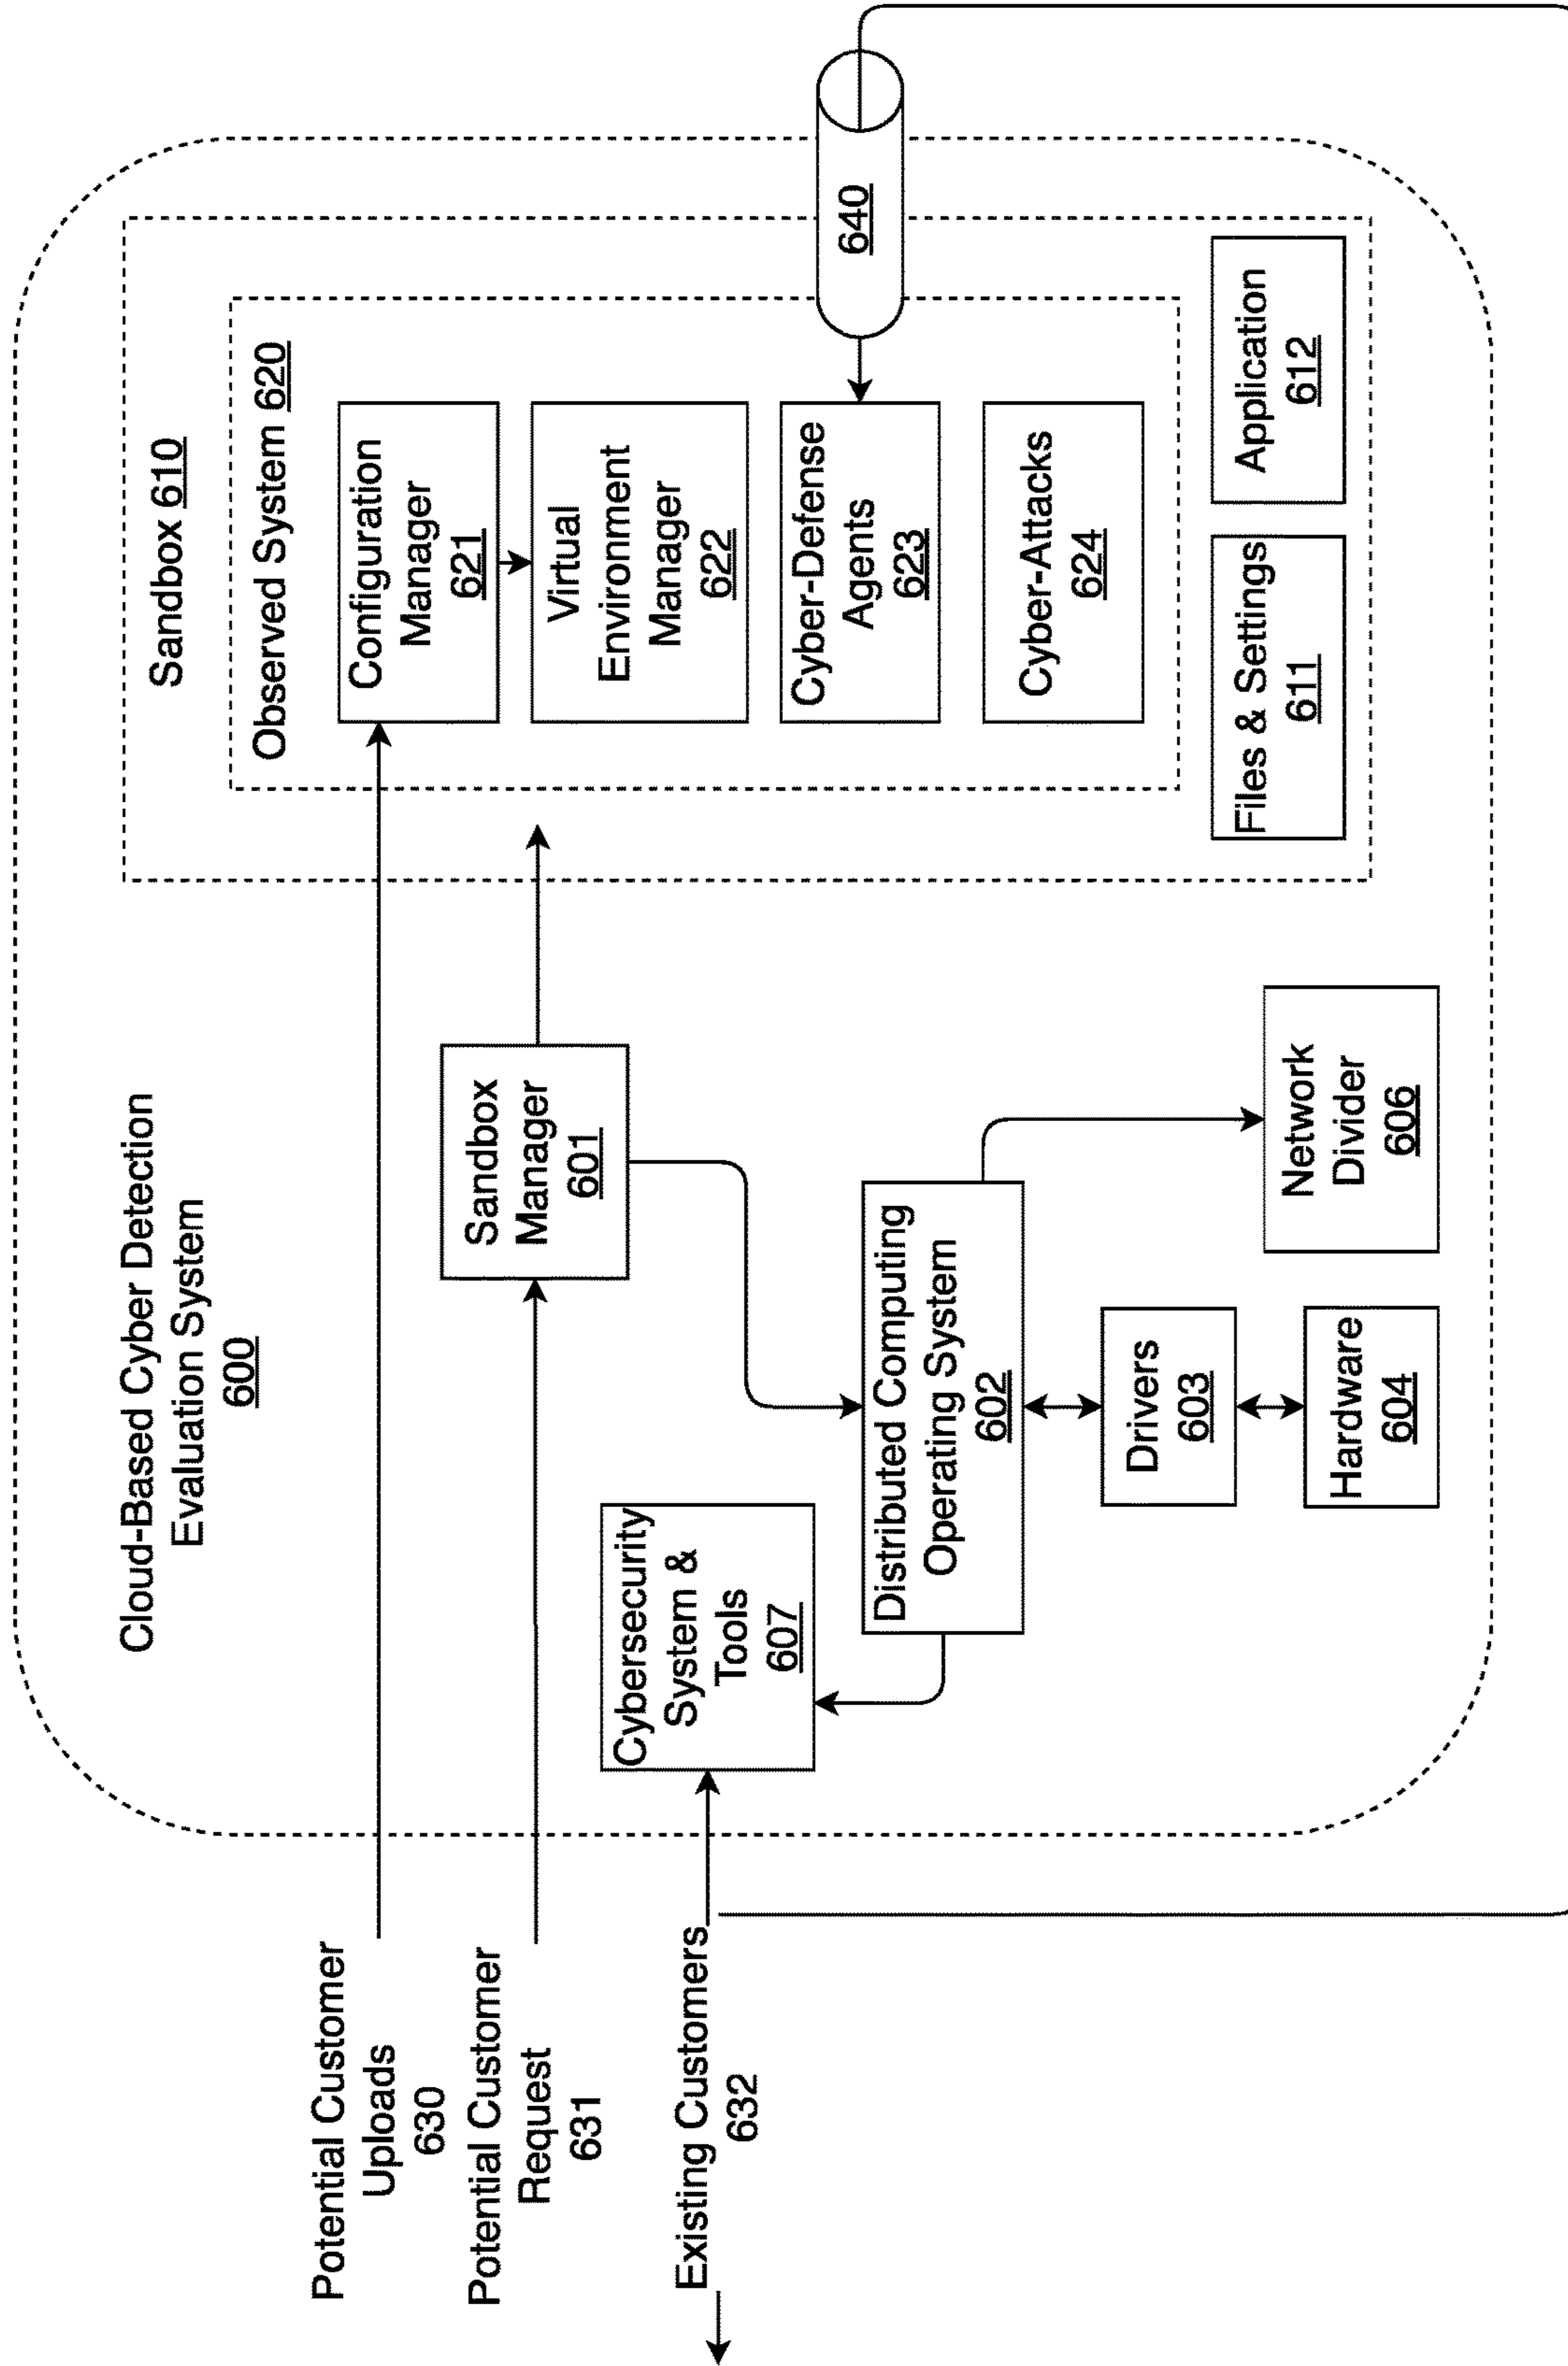 Cloud-Based Cyber Detection
Evaluation System
600
Sandbox 610
Observed System 620
Potential Customer
Uploads
630
Configuration
Manager
621
Potential Customer
Request
631
Sandbox
Manager
601
Virtual
Environment
Manager
622
Existing Customers
632
Cybersecurity
System &
Tools
607
Cyber-Defense
Agents
623
640
Distributed Computing
Operating System
602
Cyber-Attacks
624
Drivers
603
Hardware
604
Network
Divider
606
Files & Settings
611
Application
612